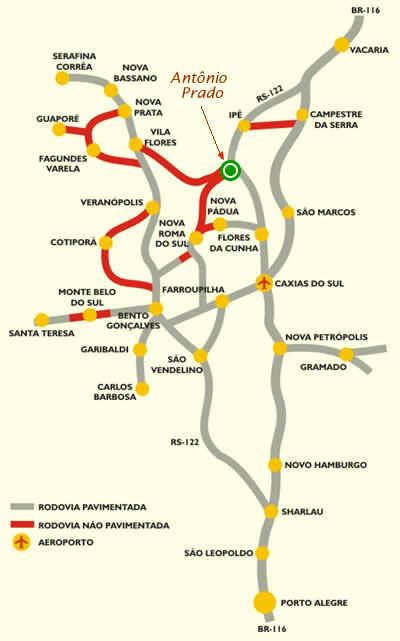 BR-116
VACARIA
SERAFINA
CORRÊA
NOVA
BASSANO
Antônio
Prado
RS-122
NOVA
PRATA
IPÊ
CAMPESTRE
DA SERRA
GUAPORÉ
VILA
FLORES
FAGUNDES
VARELA
VERANÓPOLIS
NOVA
PÁDUA
SÃO MARCOS
NOVA
ROMA
DO SUL
FLORES
DA CUNHA
COTIPORÃ
MONTE BELO
DO SUL
FARROUPILHA
CAXIAS DO SUL
SANTA TERESA
BENTO
GONÇALVES
GARIBALDI
SÃO
VENDELINO
NOVA PETRÓPOLIS
GRAMADO
CARLOS
BARBOSA
RS-122
NOVO HAMBURGO
RODOVIA PAVIMENTADA
RODOVIA NÃO PAVIMENTADA
AEROPORTO
SHARLAU
SÃO LEOPOLDO
PORTO ALEGRE
BR-116